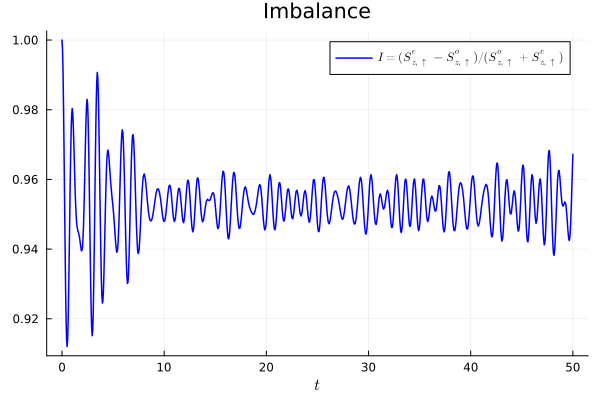 Imbalance
I = (S^e_{z,↑} − S^o_{z,↑})/(S^o_{z,↑} + S^e_{z,↑})
1.00
0.98
0.96
0.94
0.92
0 10 20 30 40 50
t